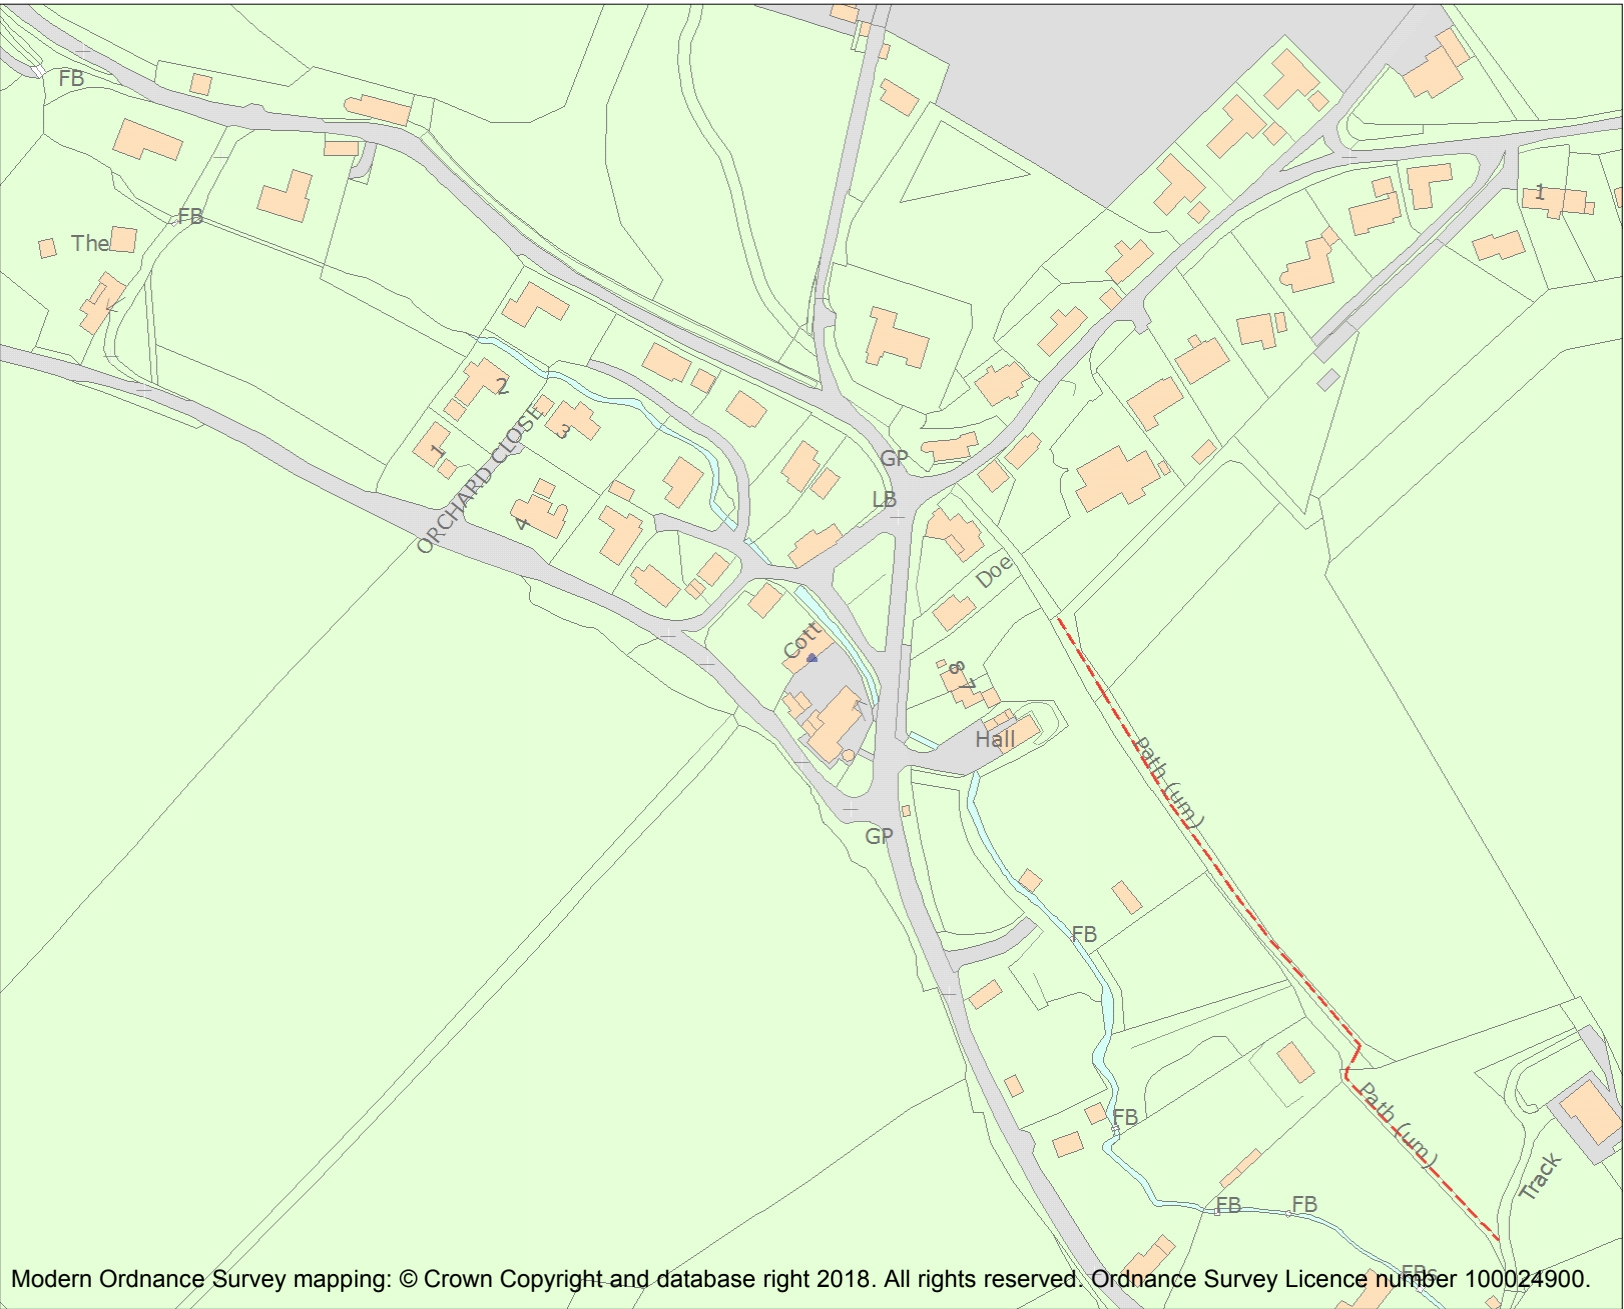 FB
FB
The
1
2
3
1
ORCHARD CLOSE
4
GP
LB
Doe
Cott
8
7
Hall
Path (um)
GP
FB
FB
Path (um)
Track
FB
FB
FBs
Modern Ordnance Survey mapping: © Crown Copyright and database right 2018. All rights reserved. Ordnance Survey Licence number 100024900.